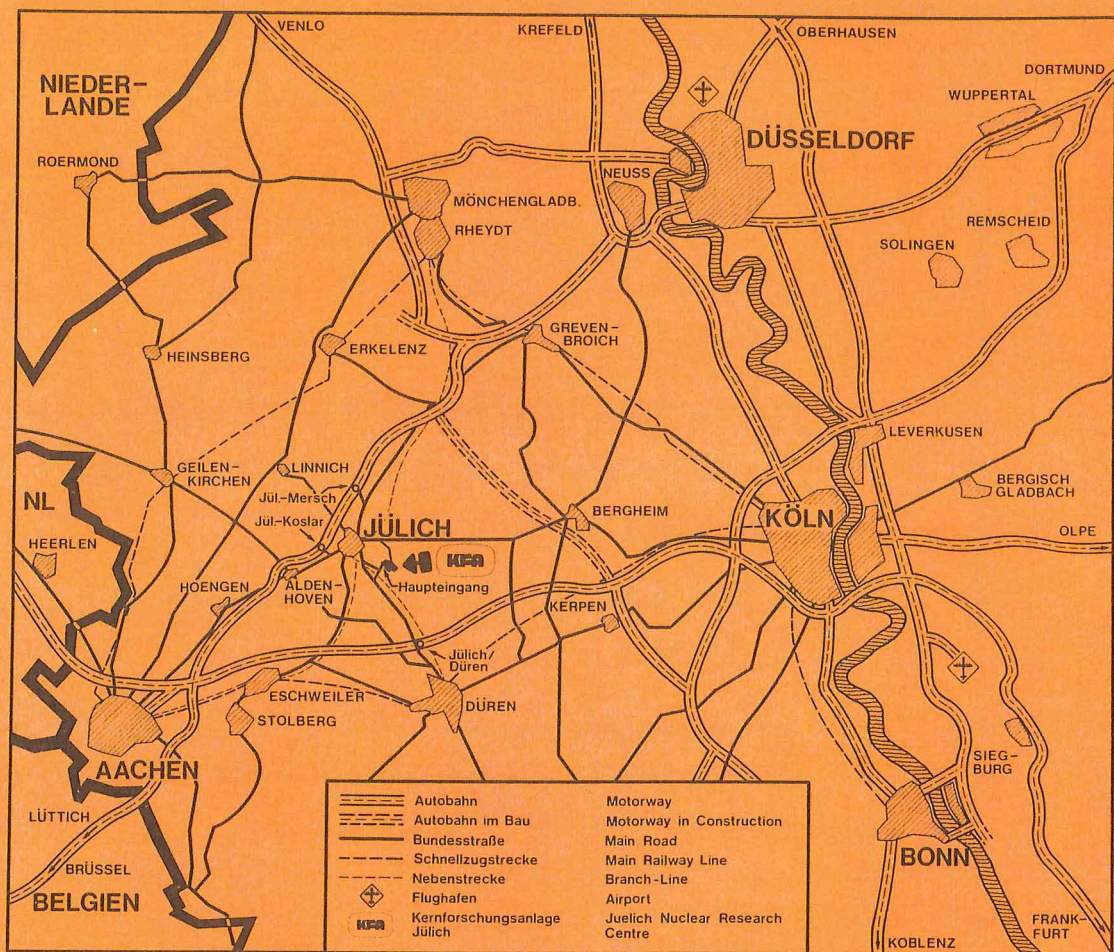 VENLO
KREFELD
OBERHAUSEN
DORTMUND
NIEDER-
LANDE
WUPPERTAL
DÜSSELDORF
ROERMOND
NEUSS
MÖNCHENGLADB.
RHEYDT
REMSCHEID
SOLINGEN
GREVEN-
BROICH
ERKELENZ
HEINSBERG
LEVERKUSEN
GEILEN-
KIRCHEN
LINNICH
Jül.-Mersch
BERGISCH
GLADBACH
NL
Jül.-Koslar
JÜLICH
BERGHEIM
KÖLN
OLPE
HEERLEN
KFA
HOENGEN
ALDEN-
HOVEN
Haupteingang
KERPEN
Jülich/
Düren
ESCHWEILER
DÜREN
STOLBERG
SIEG-
BURG
AACHEN
LÜTTICH
BRÜSSEL
BELGIEN
BONN
KOBLENZ
FRANK-
FURT
Autobahn Motorway
Autobahn im Bau Motorway in Construction
Bundesstraße Main Road
Schnellzugstrecke Main Railway Line
Nebenstrecke Branch-Line
Flughafen Airport
KFA Kernforschungsanlage Juelich Nuclear Research
Jülich Centre